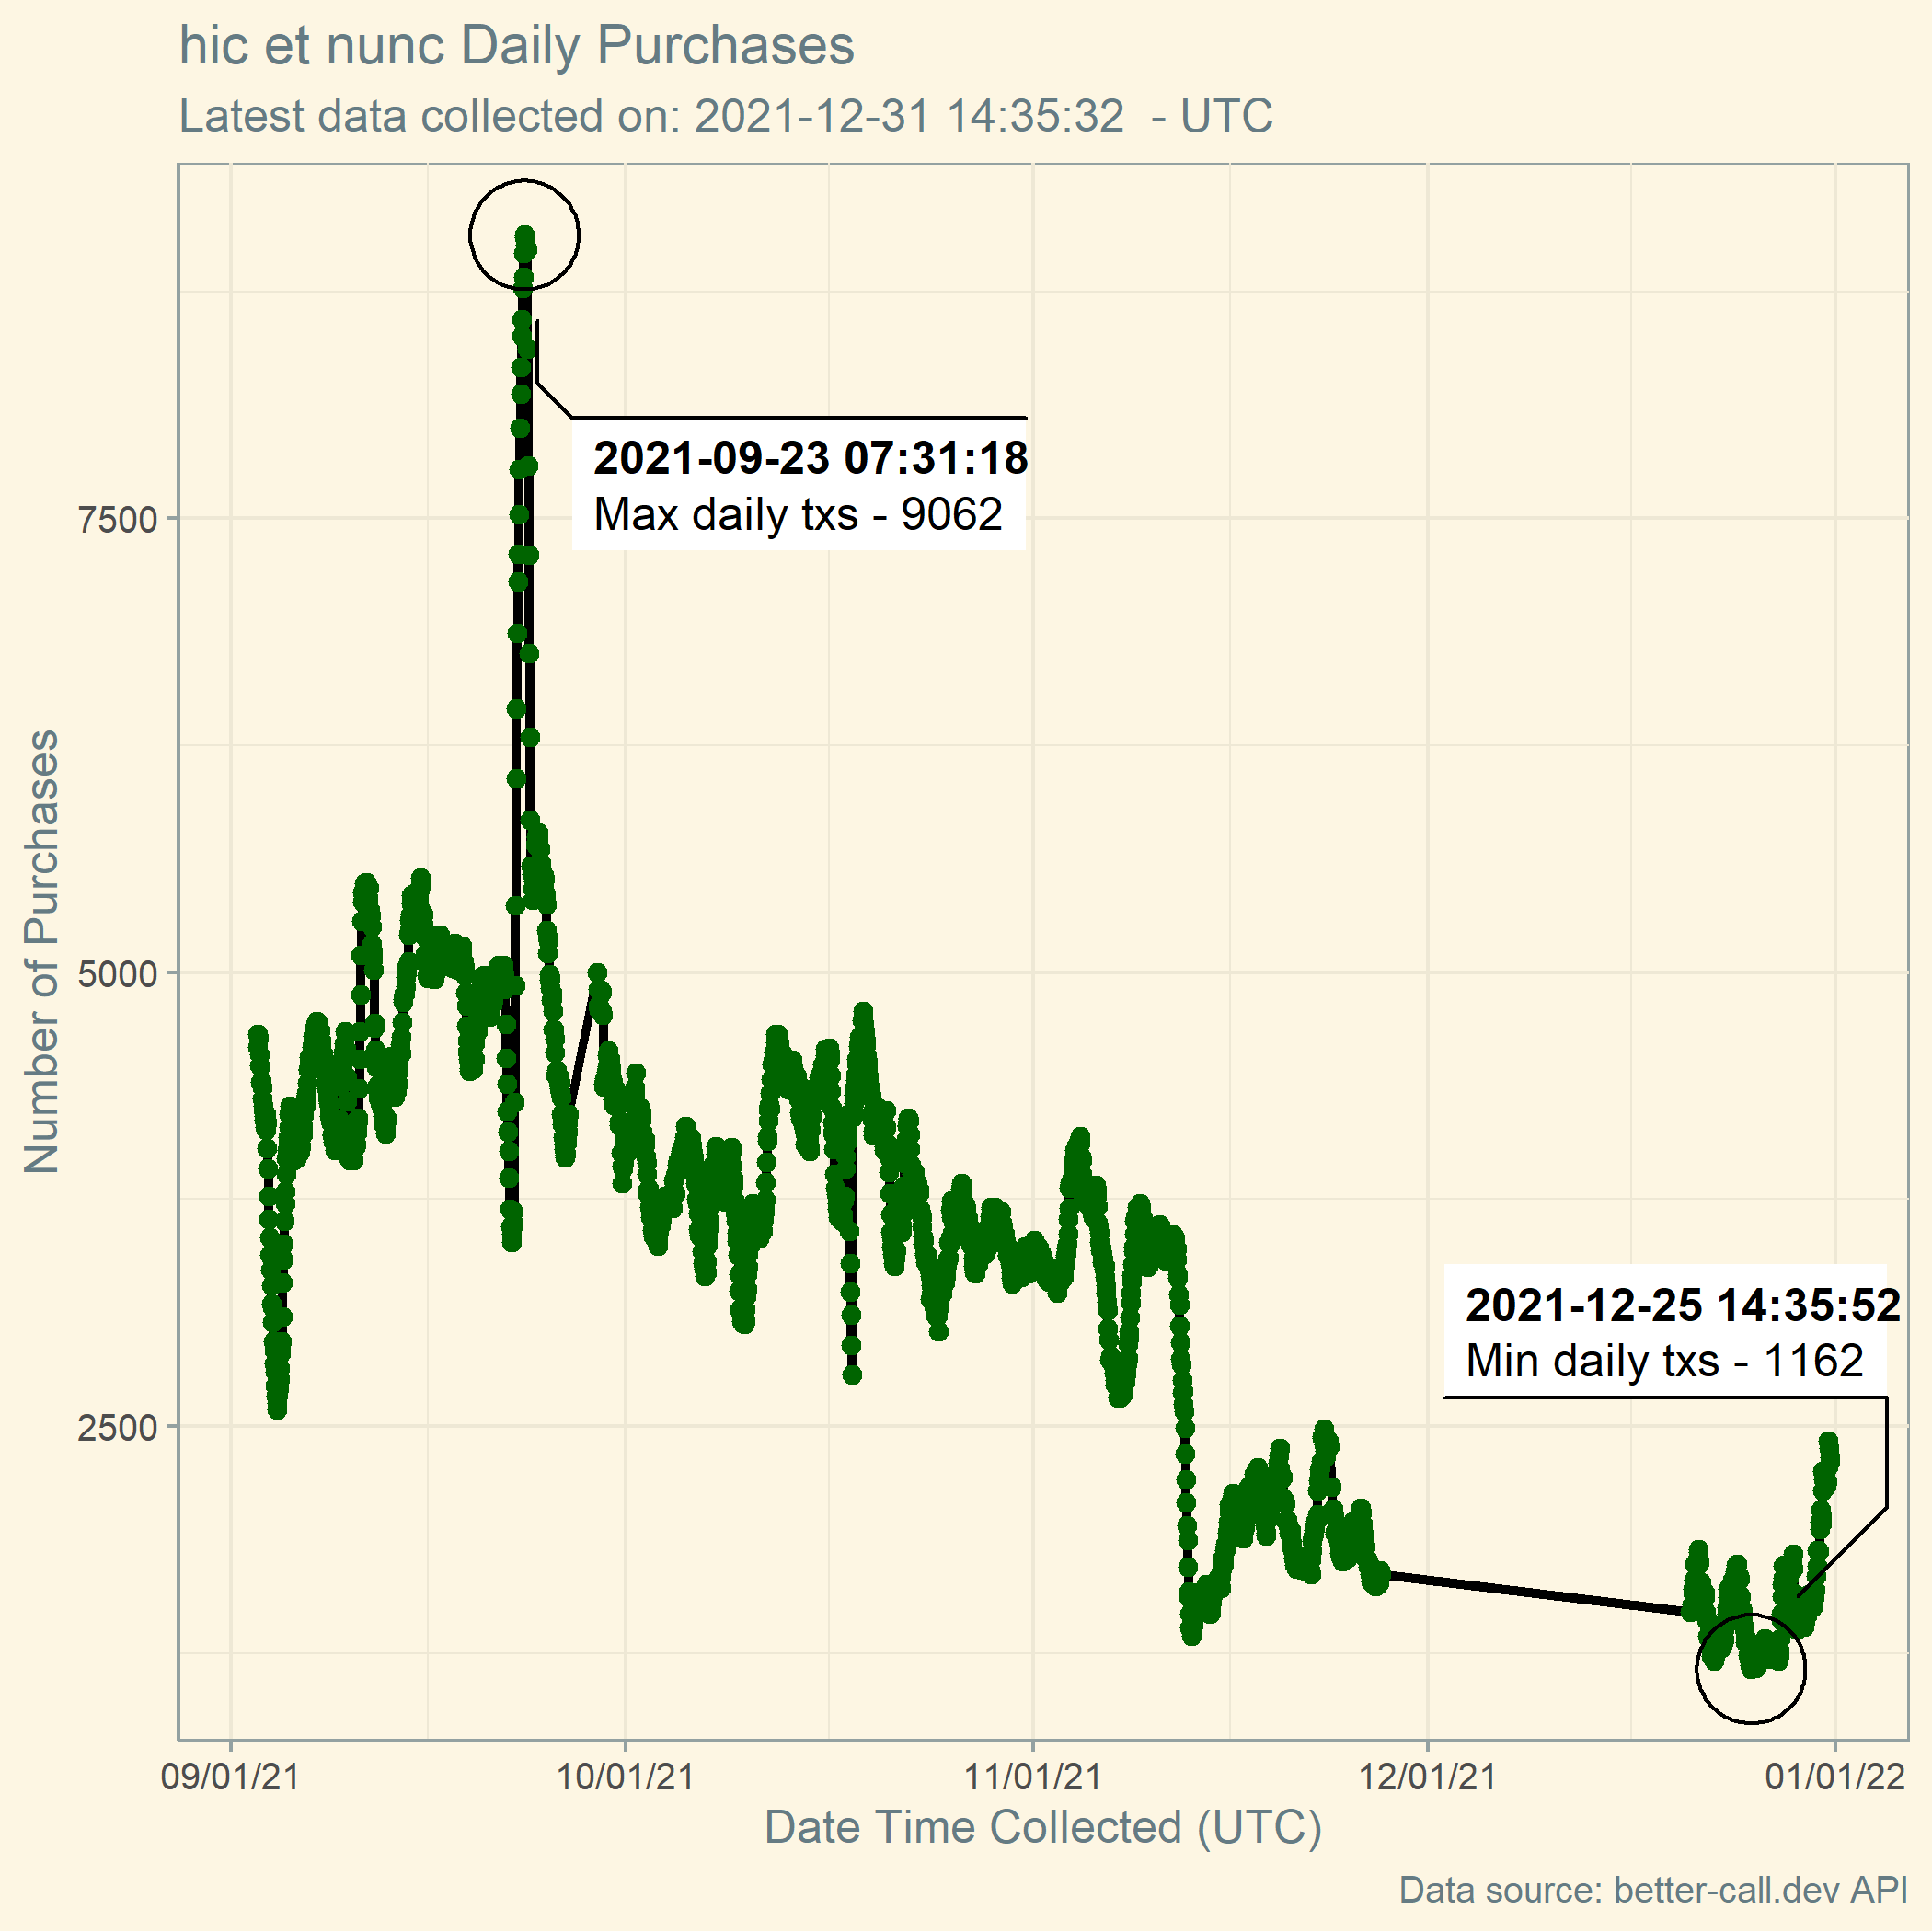 hic et nunc Daily Purchases
Latest data collected on: 2021-12-31 14:35:32  - UTC
Number of Purchases
7500
5000
2500
2021-09-23 07:31:18
Max daily txs - 9062
2021-12-25 14:35:52
Min daily txs - 1162
09/01/21
10/01/21
11/01/21
12/01/21
01/01/22
Date Time Collected (UTC)
Data source: better-call.dev API